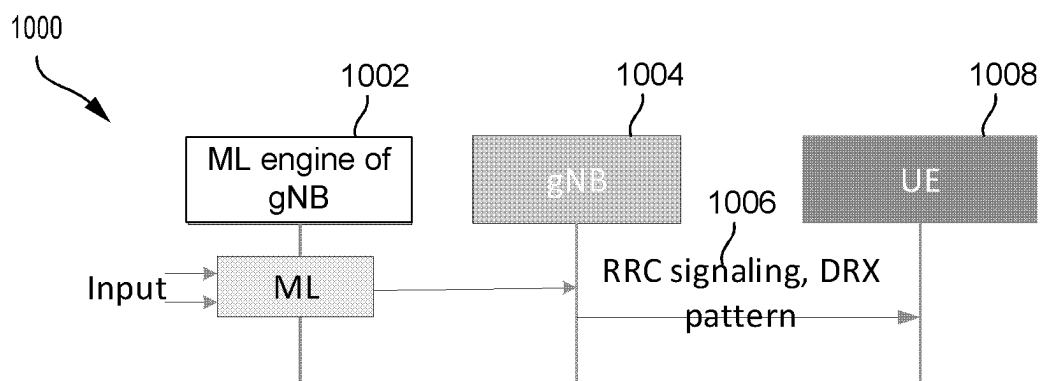 1000
1002
1004
1008
ML engine of
gNB
gNB
UE
1006
Input
ML
RRC signaling, DRX
pattern